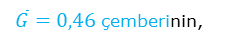 Ġ = 0,46 çemberinin,